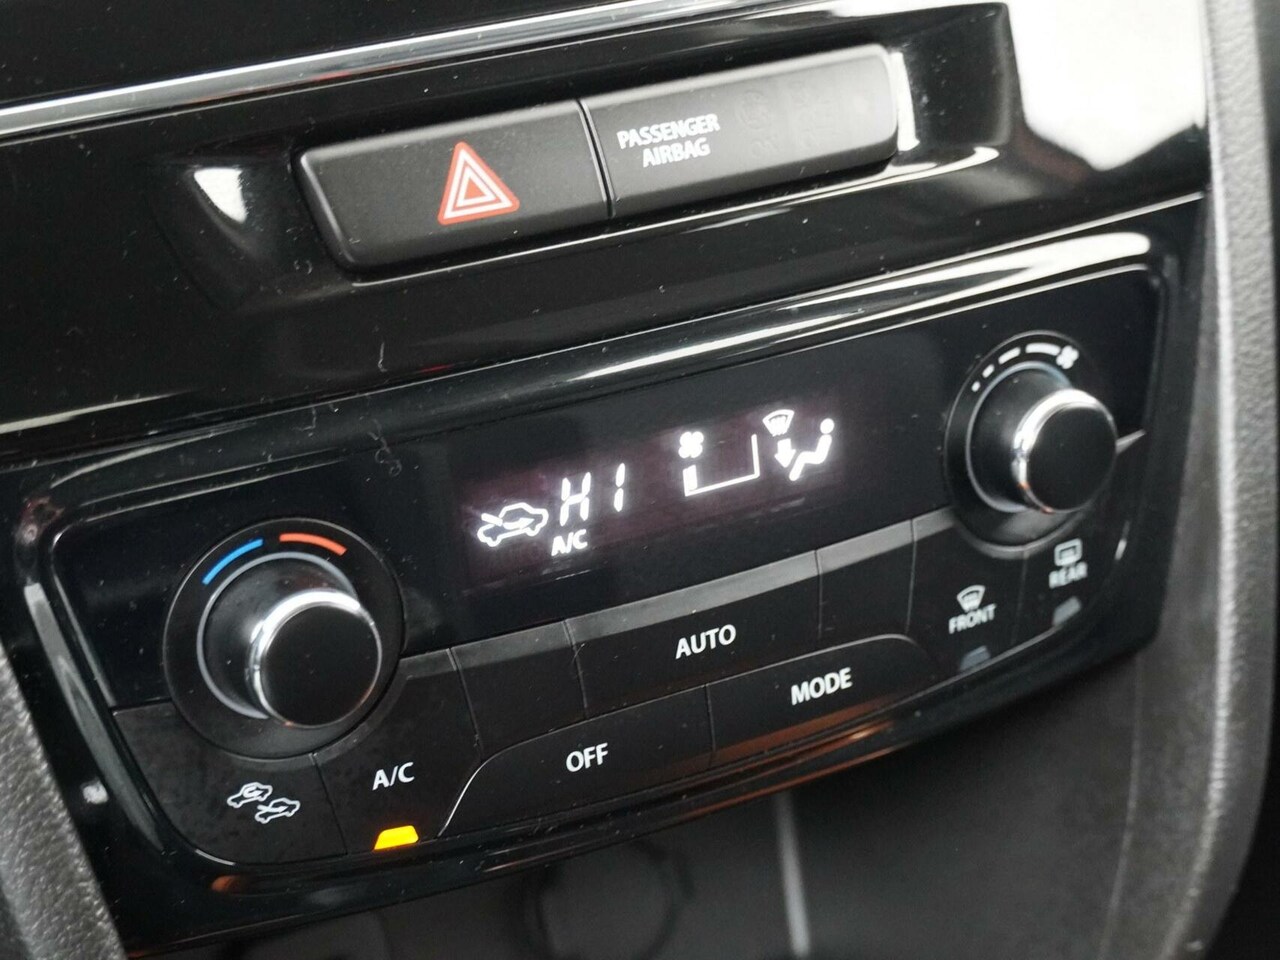 PASSENGER
AIRBAG
HI
A/C
REAR
FRONT
AUTO
MODE
OFF
A/C